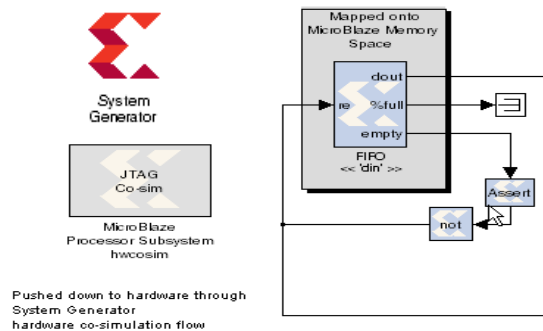 System
Generator
JTAG
Co-sim
MicroBlaze
Processor Subsystem
hwcosim
Pushed down to hardware through
System Generator
hardware co-simulation flow
Mapped onto
MicroBlaze Memory
Space
dout
re %full
empty
FIFO
<< 'din' >>
Assert
not